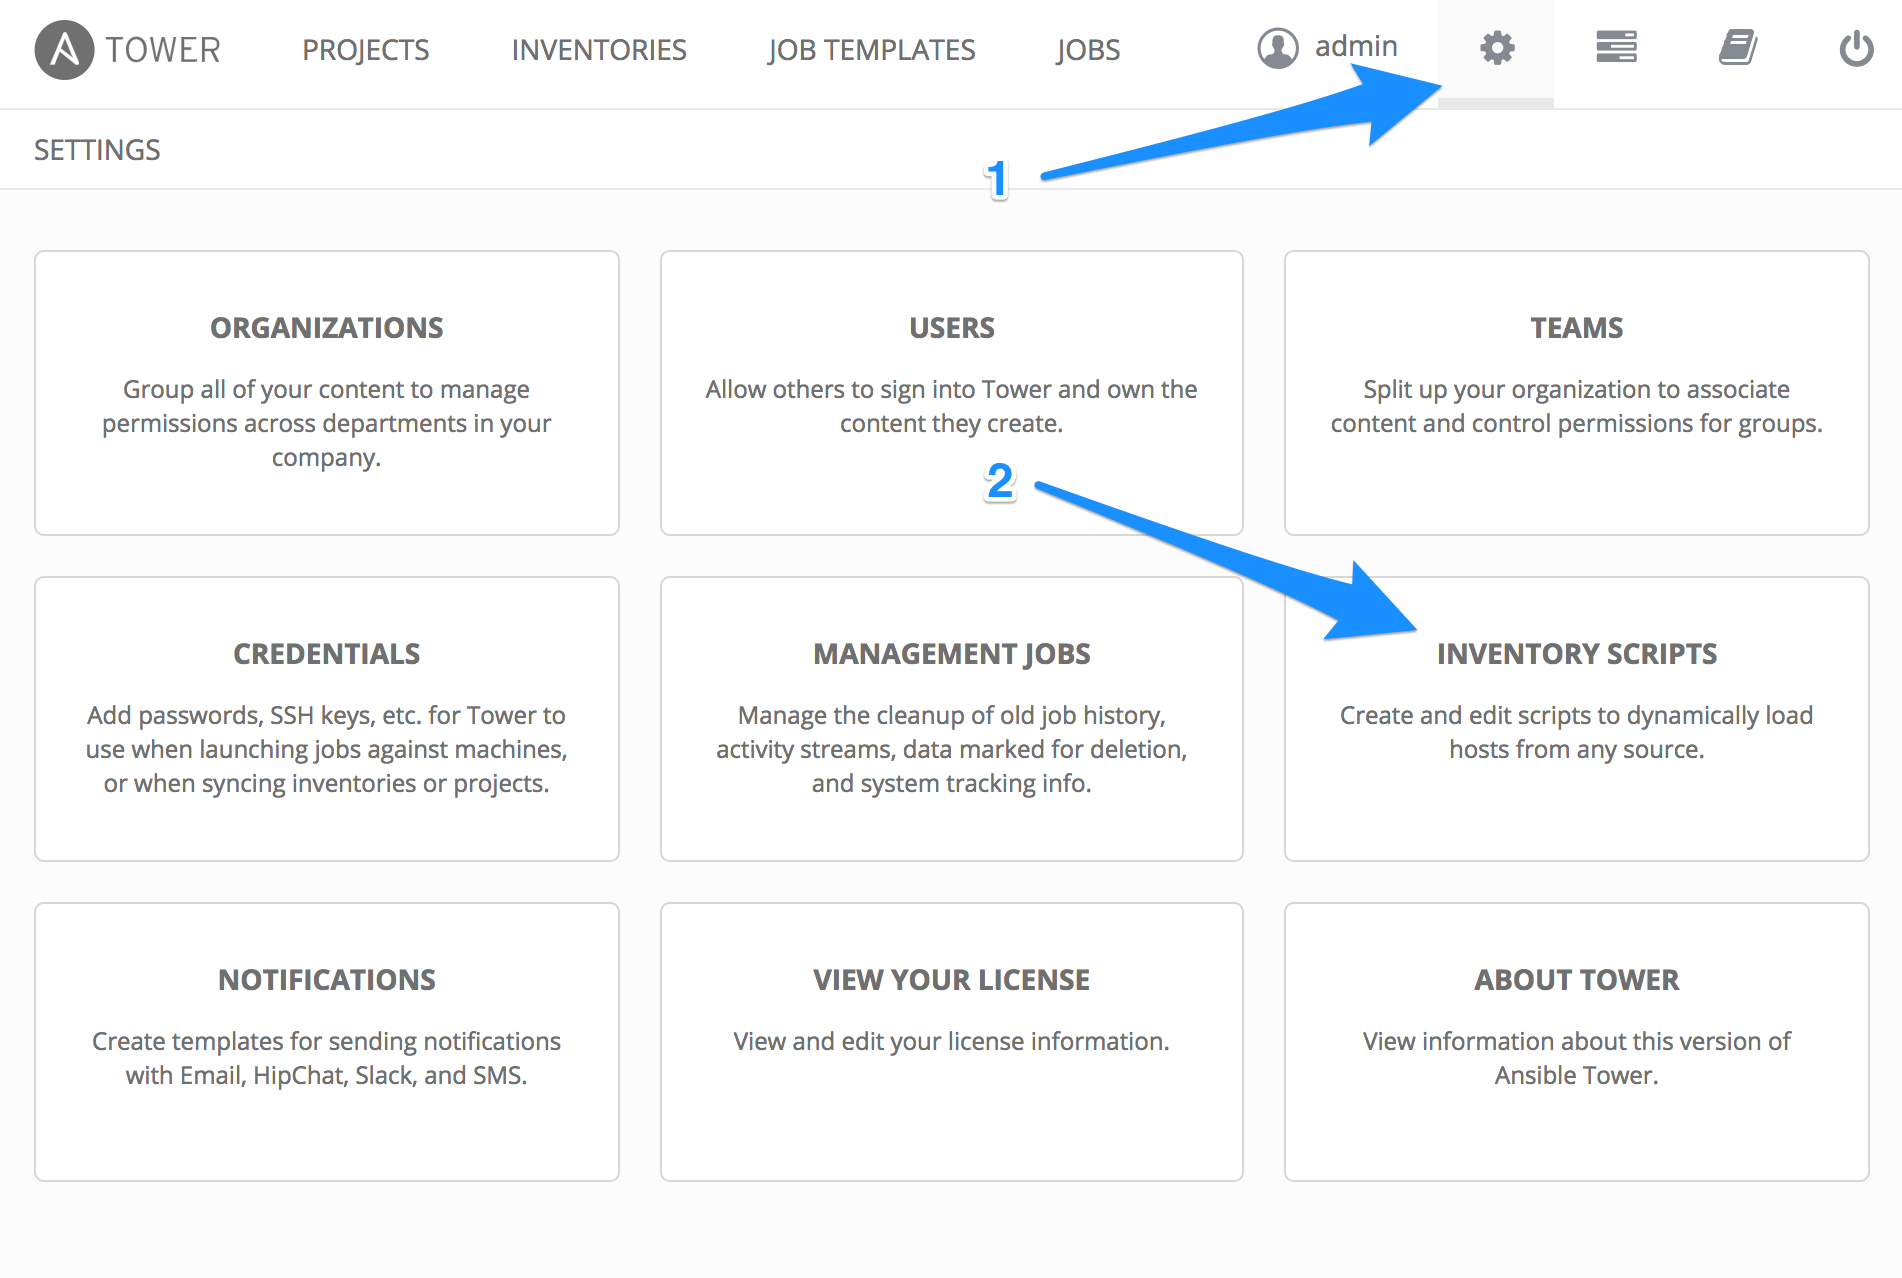 TOWER PROJECTS INVENTORIES JOB TEMPLATES JOBS admin
SETTINGS
1
ORGANIZATIONS
Group all of your content to manage
permissions across departments in your
company.
USERS
Allow others to sign into Tower and own the
content they create.
TEAMS
Split up your organization to associate
content and control permissions for groups.
2
CREDENTIALS
Add passwords, SSH keys, etc. for Tower to
use when launching jobs against machines,
or when syncing inventories or projects.
MANAGEMENT JOBS
Manage the cleanup of old job history,
activity streams, data marked for deletion,
and system tracking info.
INVENTORY SCRIPTS
Create and edit scripts to dynamically load
hosts from any source.
NOTIFICATIONS
Create templates for sending notifications
with Email, HipChat, Slack, and SMS.
VIEW YOUR LICENSE
View and edit your license information.
ABOUT TOWER
View information about this version of
Ansible Tower.